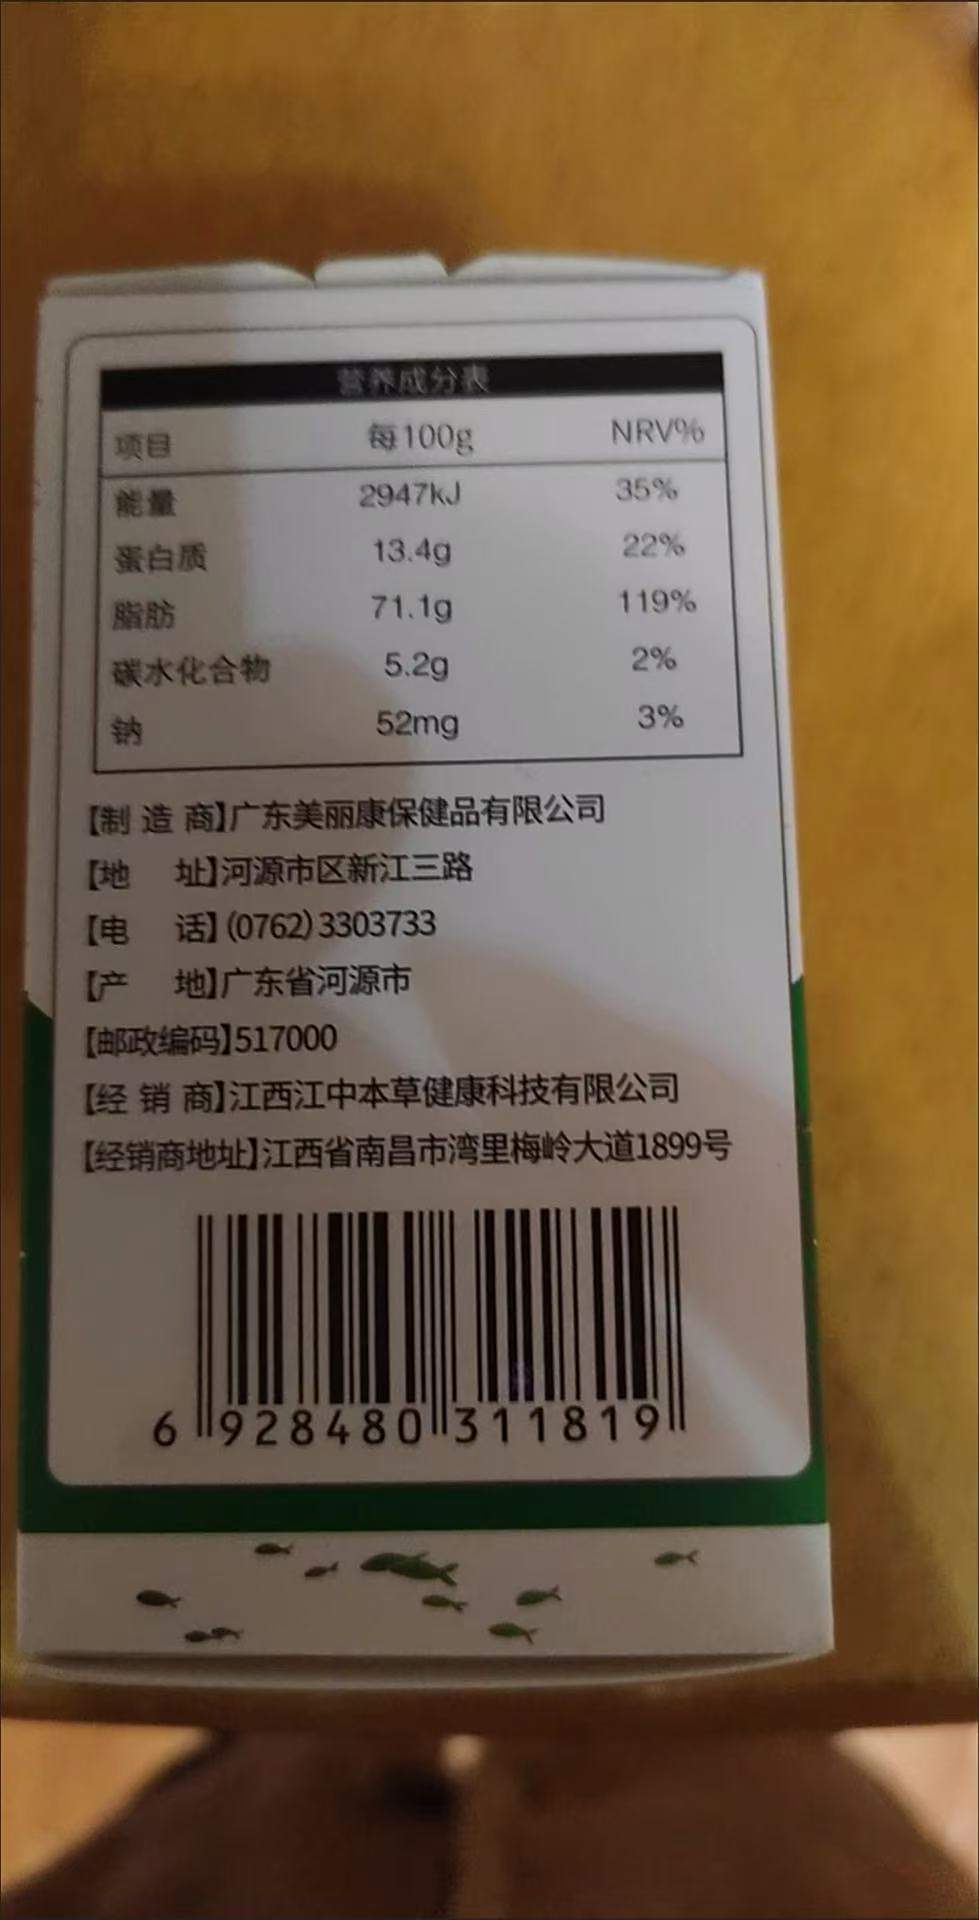 营养成分表
项目 每100g NRV%
能量 2947kJ 35%
蛋白质 13.4g 22%
脂肪 71.1g 119%
碳水化合物 5.2g 2%
钠 52mg 3%
【制造商】广东美丽康保健品有限公司
【地址】河源市区新江三路
【电话】(0762)3303733
【产地】广东省河源市
【邮政编码】517000
【经销商】江西江中本草健康科技有限公司
【经销商地址】江西省南昌市湾里梅岭大道1899号
6 928480 311819